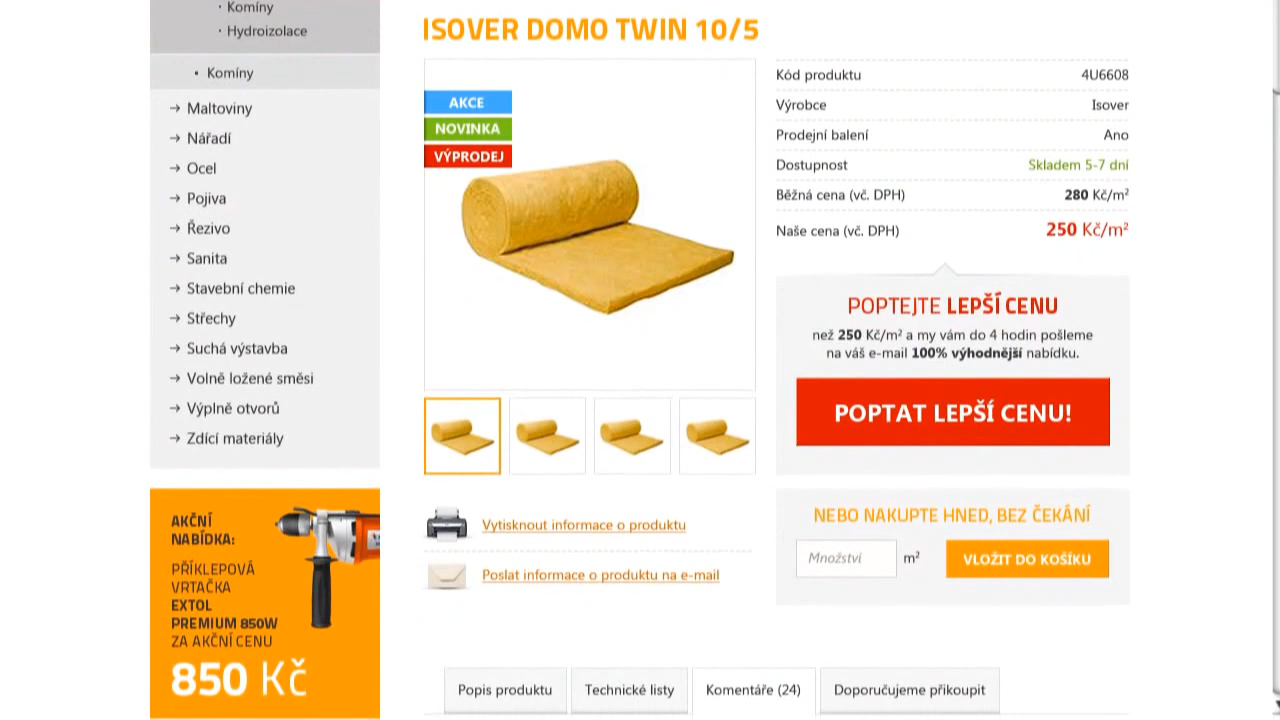 · Komíny
· Hydroizolace
• Komíny
→ Maltoviny
→ Nářadí
→ Ocel
→ Pojiva
→ Řezivo
→ Sanita
→ Stavební chemie
→ Střechy
→ Suchá výstavba
→ Volně ložené směsi
→ Výplně otvorů
→ Zdící materiály
AKČNÍ
NABÍDKA:
PŘÍKLEPOVÁ
VRTAČKA
EXTOL
PREMIUM 850W
ZA AKČNÍ CENU
850 Kč
ISOVER DOMO TWIN 10/5
AKCE
NOVINKA
VÝPRODEJ
Vytisknout informace o produktu
Poslat informace o produktu na e-mail
Kód produktu 4U6608
Výrobce Isover
Prodejní balení Ano
Dostupnost Skladem 5-7 dní
Běžná cena (vč. DPH) 280 Kč/m²
Naše cena (vč. DPH) 250 Kč/m²
POPTEJTE LEPŠÍ CENU
než 250 Kč/m² a my vám do 4 hodin pošleme
na váš e-mail 100% výhodnější nabídku.
POPTAT LEPŠÍ CENU!
NEBO NAKUPTE HNED, BEZ ČEKÁNÍ
Množství m² VLOŽIT DO KOŠÍKU
Popis produktu Technické listy Komentáře (24) Doporučujeme přikoupit